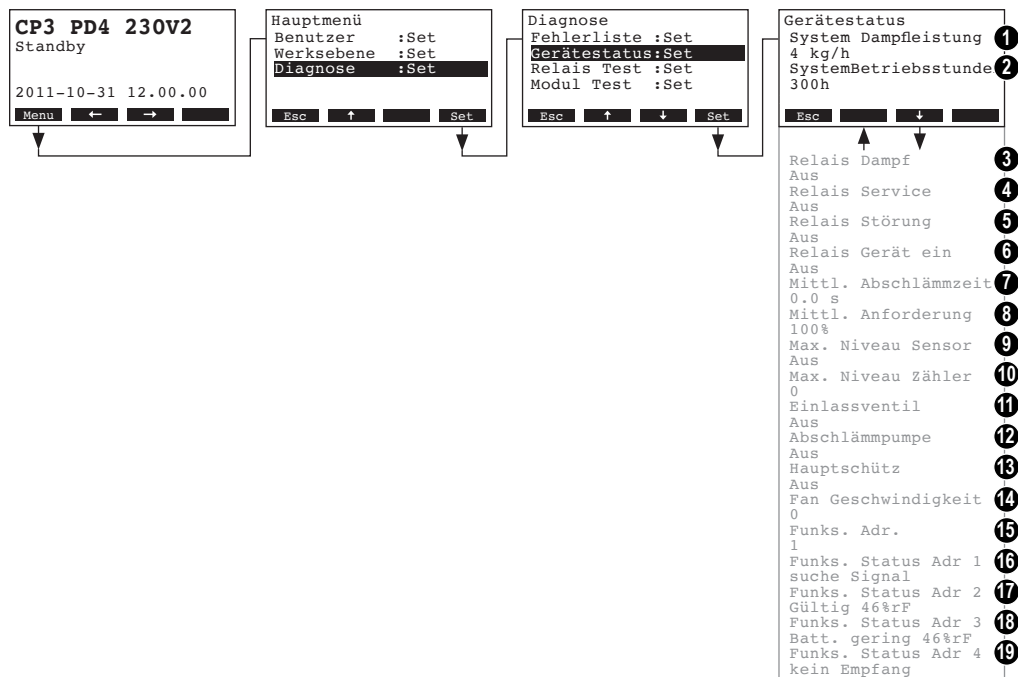 CP3 PD4 230V2
Standby
2011-10-31 12.00.00
Menu ← →
Hauptmenü
Benutzer :Set
Werksebene :Set
Diagnose :Set
Esc ↑ Set
Diagnose
Fehlerliste :Set
Gerätestatus:Set
Relais Test :Set
Modul Test :Set
Esc ↑ ↓ Set
Gerätestatus
System Dampfleistung 1
4 kg/h
SystemBetriebsstunde 2
300h
Esc ↓
Relais Dampf 3
Aus
Relais Service 4
Aus
Relais Störung 5
Aus
Relais Gerät ein 6
Aus
Mittl. Abschlämmzeit 7
0.0 s
Mittl. Anforderung 8
100%
Max. Niveau Sensor 9
Aus
Max. Niveau Zähler 10
0
Einlassventil 11
Aus
Abschlämmpumpe 12
Aus
Hauptschütz 13
Aus
Fan Geschwindigkeit 14
0
Funks. Adr. 15
1
Funks. Status Adr 1 16
suche Signal
Funks. Status Adr 2 17
Gültig 46%rF
Funks. Status Adr 3 18
Batt. gering 46%rF
Funks. Status Adr 4 19
kein Empfang